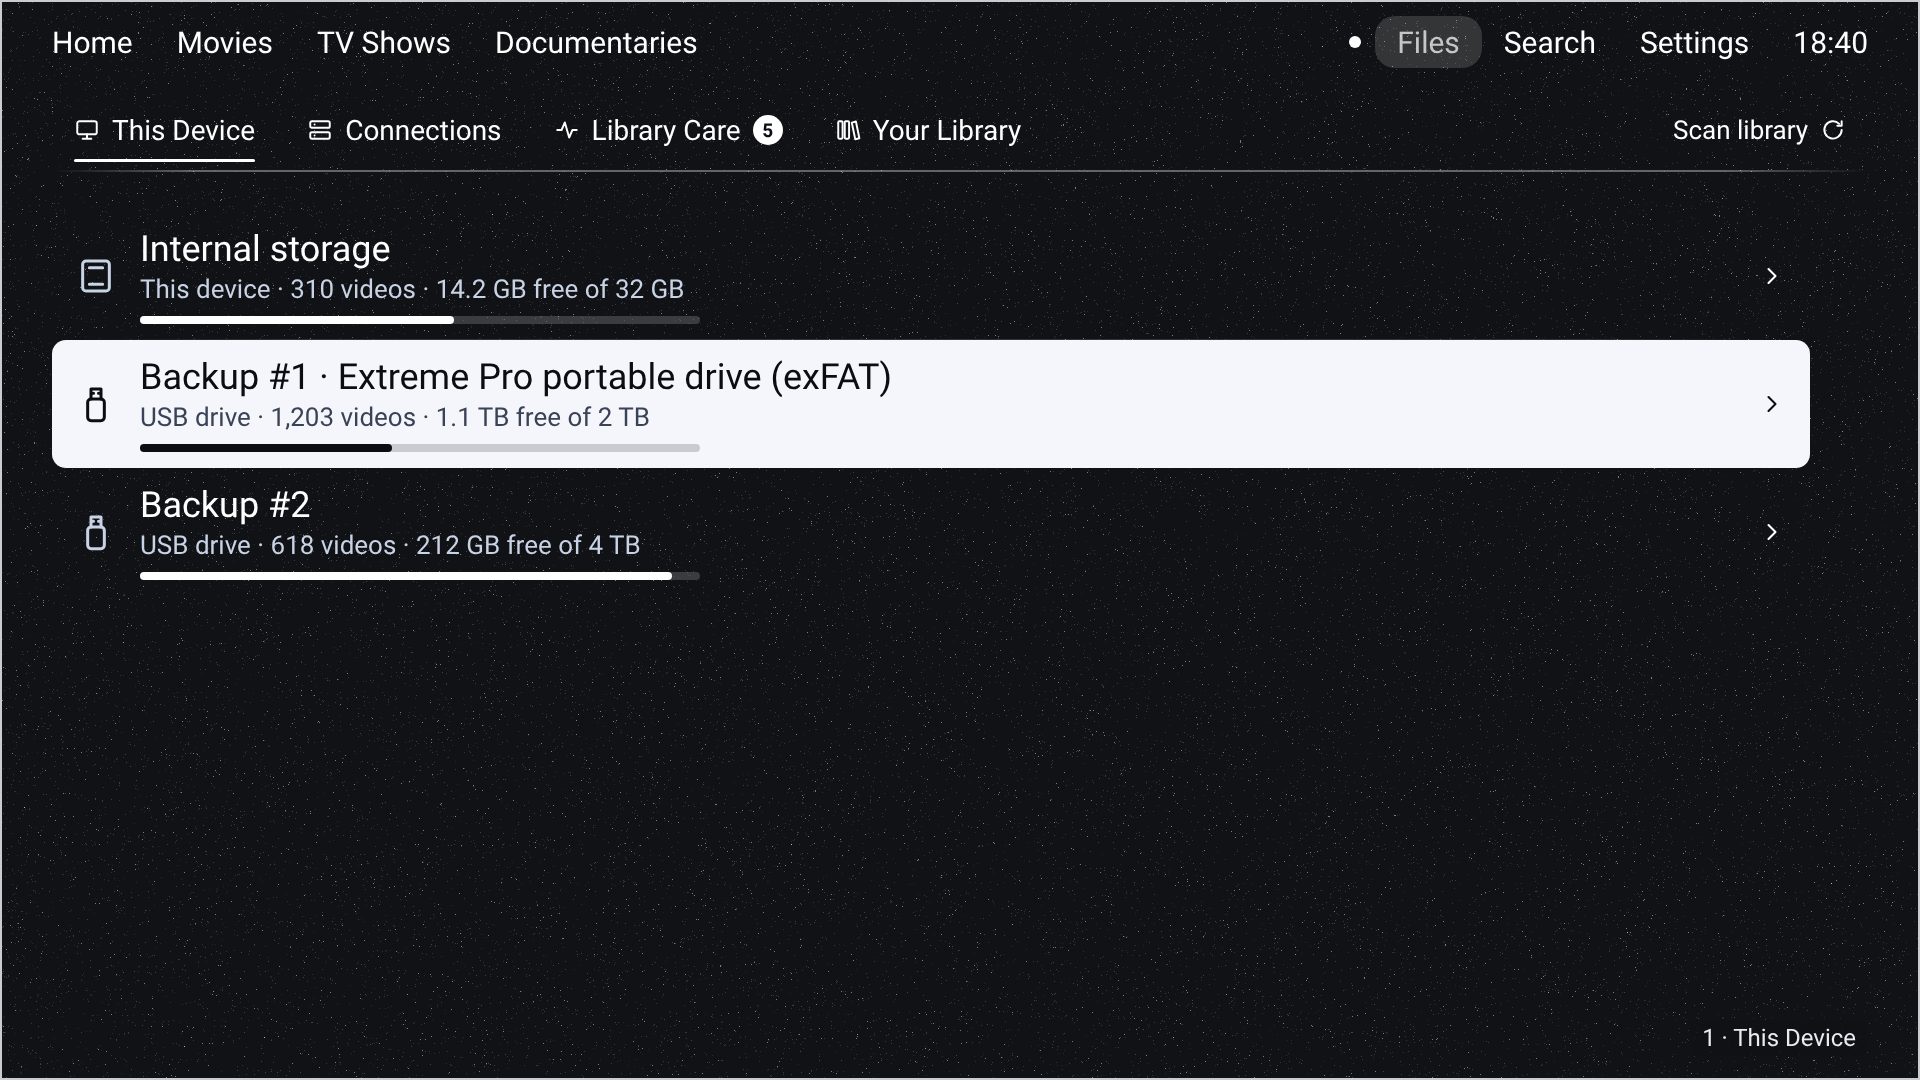 Home Movies TV Shows Documentaries Files Search Settings 18:40
This Device Connections Library Care 5 Your Library Scan library
Internal storage
This device · 310 videos · 14.2 GB free of 32 GB
Backup #1 · Extreme Pro portable drive (exFAT)
USB drive · 1,203 videos · 1.1 TB free of 2 TB
Backup #2
USB drive · 618 videos · 212 GB free of 4 TB
1 · This Device